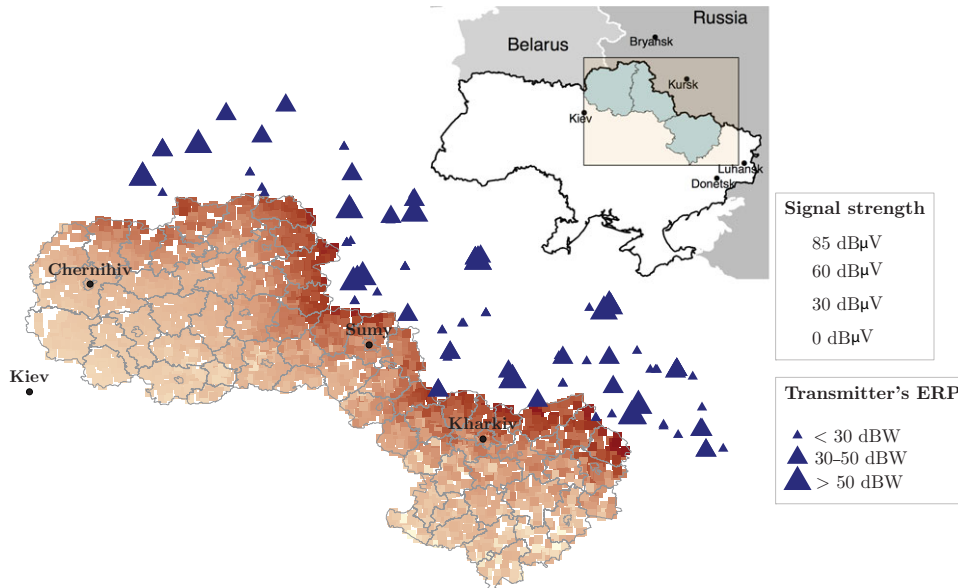 Russia
Belarus
Bryansk
Kursk
Kiev
Luhansk
Donetsk
Signal strength
85 dBµV
60 dBµV
30 dBµV
0 dBµV
Chernihiv
Sumy
Kiev
Kharkiv
Transmitter's ERP
< 30 dBW
30–50 dBW
> 50 dBW